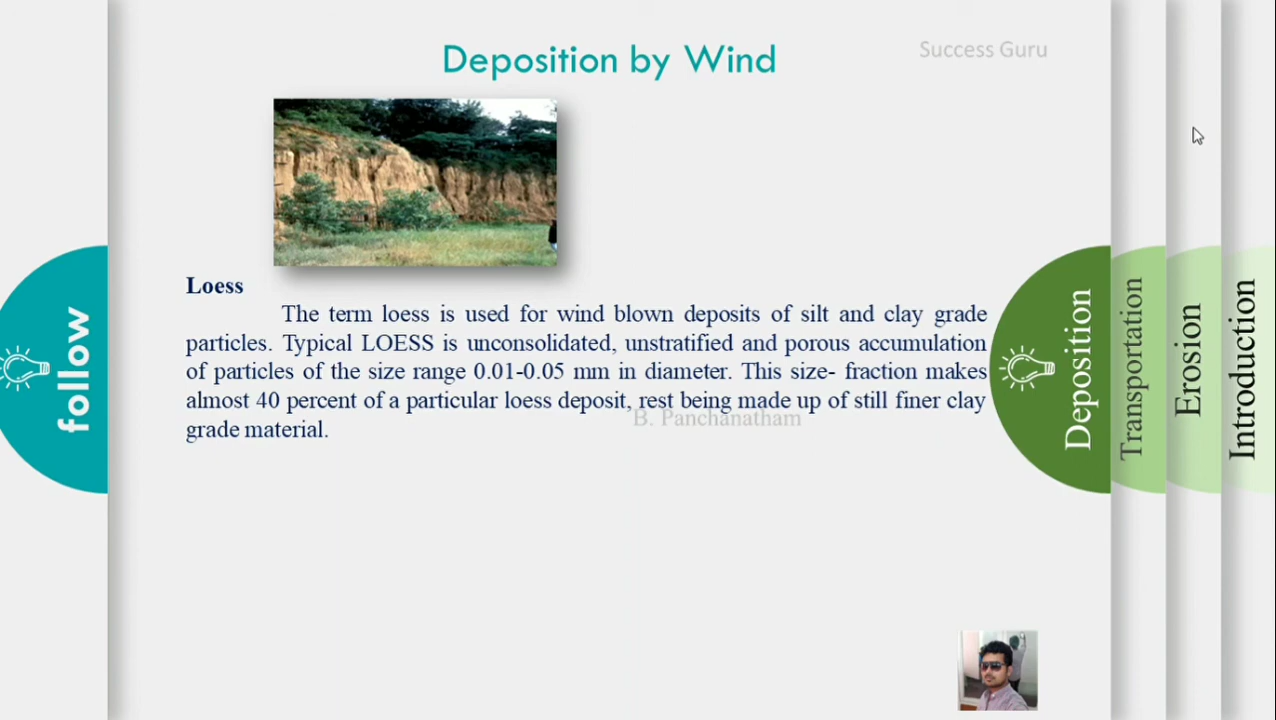 Deposition by Wind
Success Guru
Loess
The term loess is used for wind blown deposits of silt and clay grade
particles. Typical LOESS is unconsolidated, unstratified and porous accumulation
of particles of the size range 0.01-0.05 mm in diameter. This size- fraction makes
almost 40 percent of a particular loess deposit, rest being made up of still finer clay
B. Panchanatham
grade material.
follow
Deposition
Transportation
Erosion
Introduction